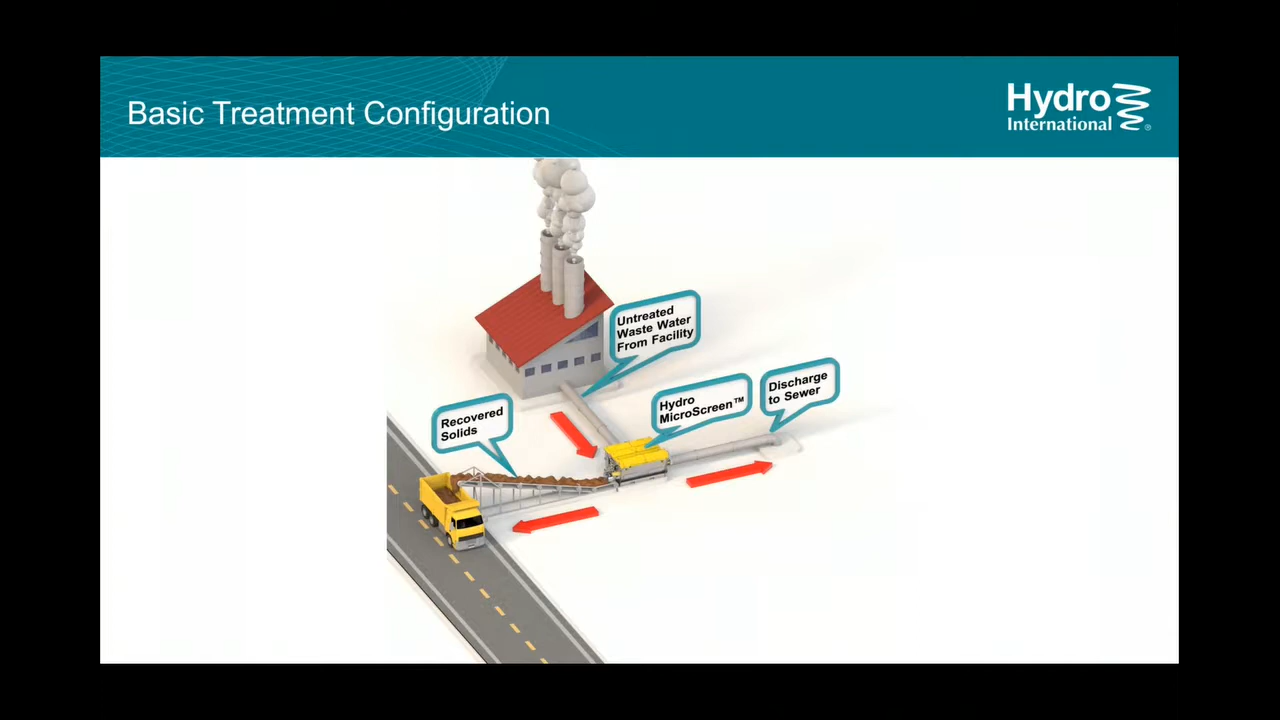 Basic Treatment Configuration
Hydro
International
®
Untreated
Waste Water
From Facility
Discharge
to Sewer
Hydro
MicroScreen™
Recovered
Solids